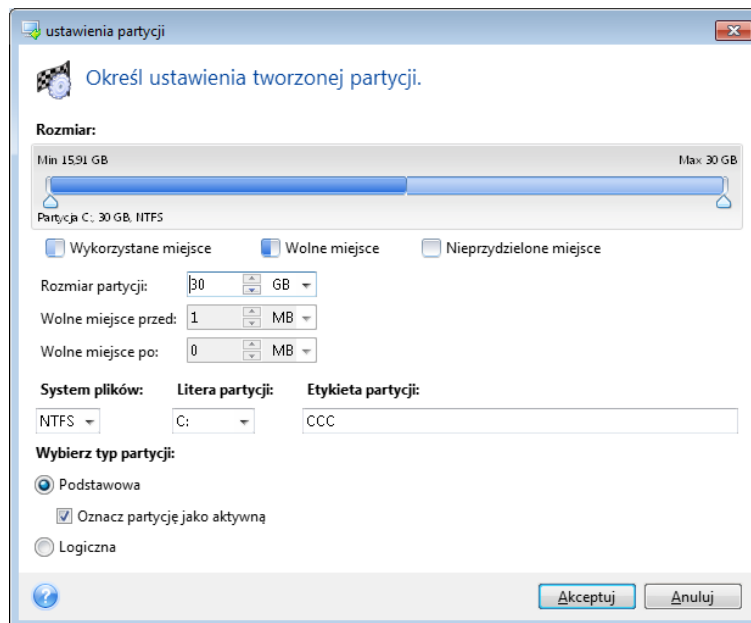 ustawienia partycji
Określ ustawienia tworzonej partycji.
Rozmiar:
Min 15,91 GB Max 30 GB
Partycja C:, 30 GB, NTFS
Wykorzystane miejsce Wolne miejsce Nieprzydzielone miejsce
Rozmiar partycji: 30 GB
Wolne miejsce przed: 1 MB
Wolne miejsce po: 0 MB
System plików: Litera partycji: Etykieta partycji:
NTFS C: CCC
Wybierz typ partycji:
Podstawowa
Oznacz partycję jako aktywną
Logiczna
? Akceptuj Anuluj